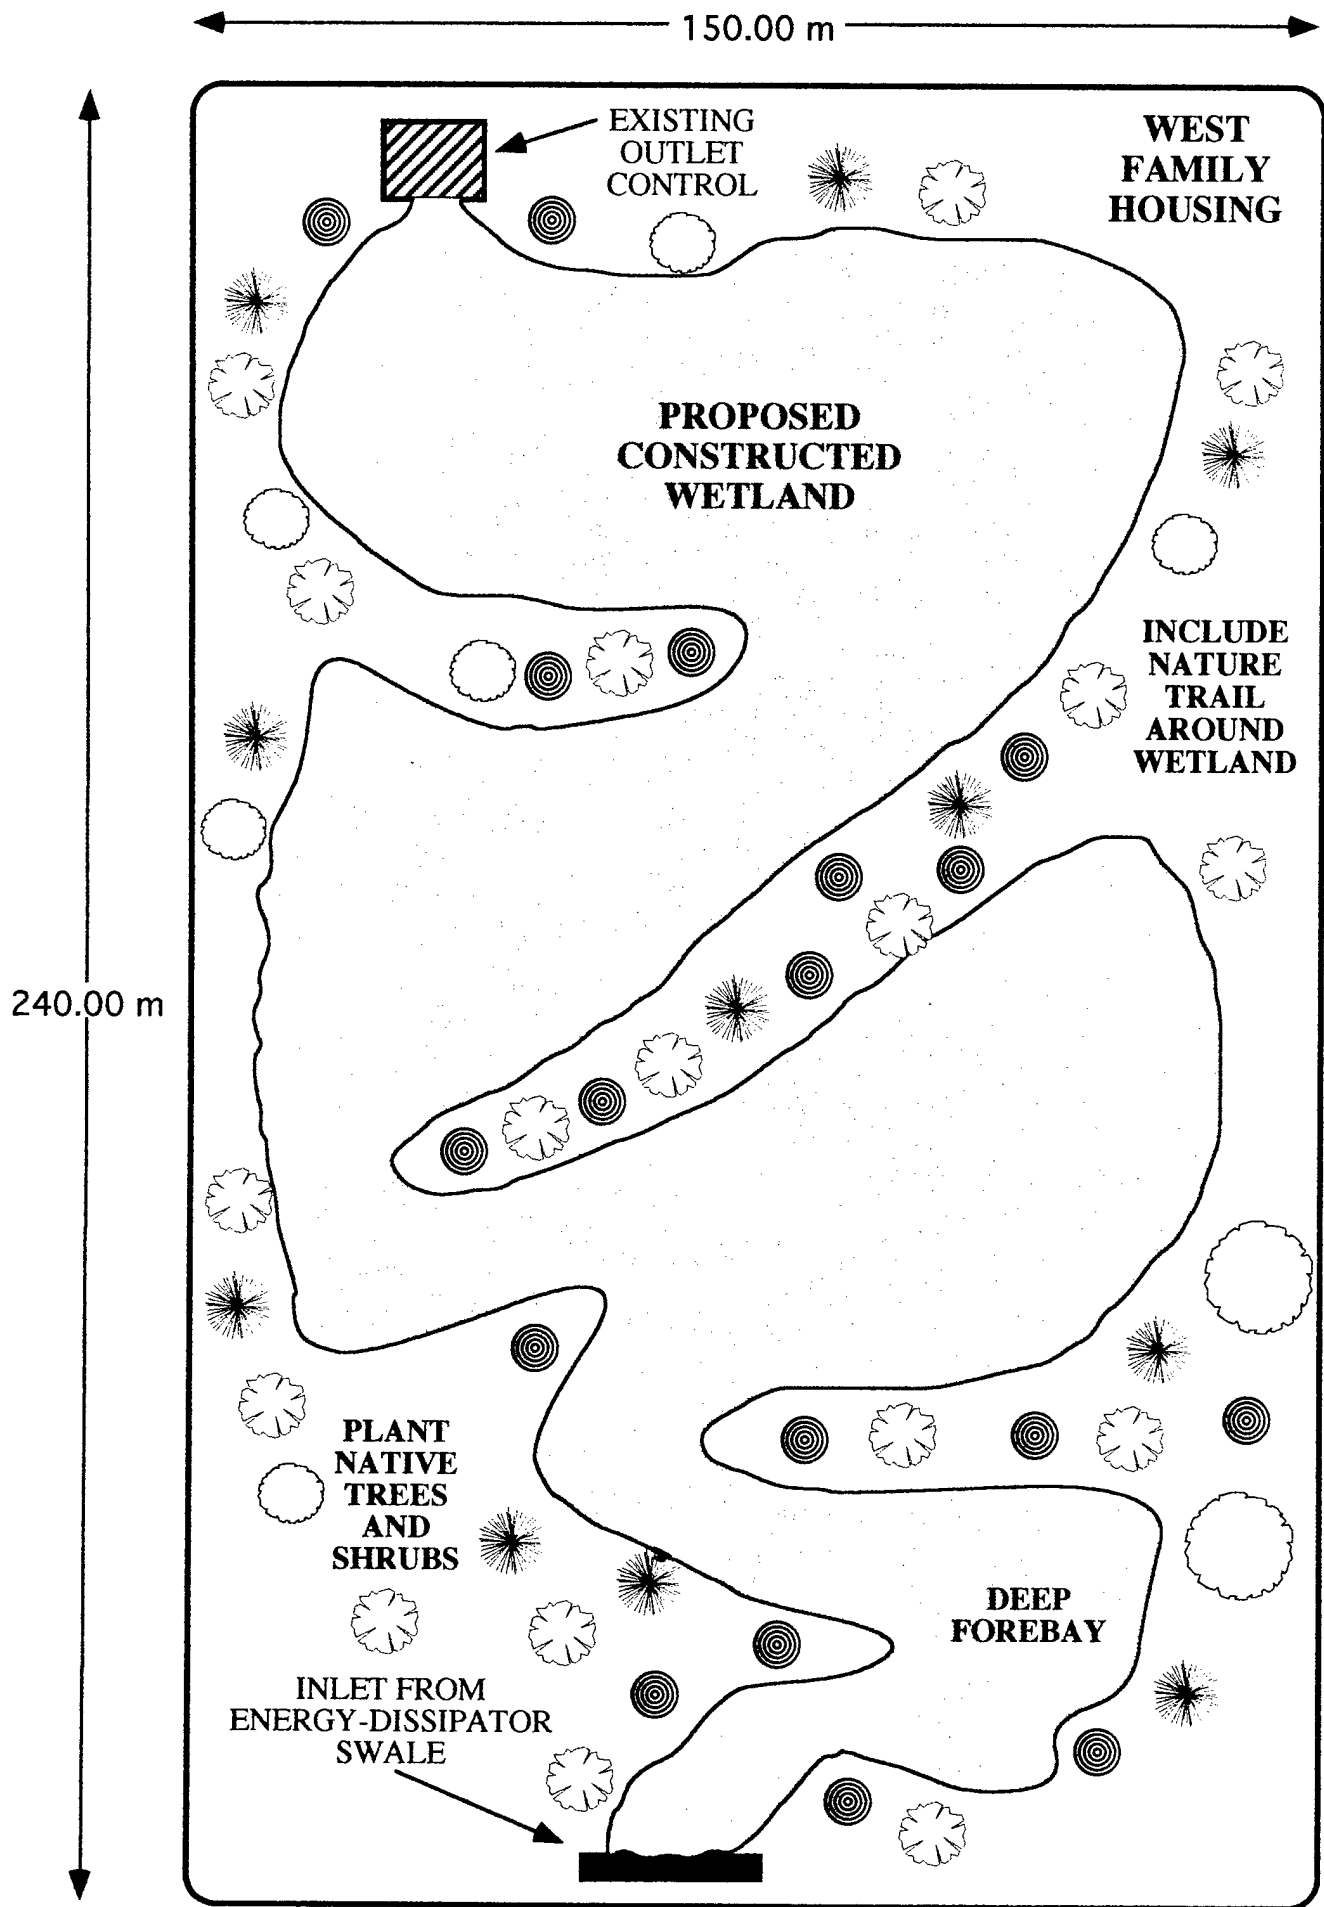 150.00 m
EXISTING
OUTLET
CONTROL
WEST
FAMILY
HOUSING
PROPOSED
CONSTRUCTED
WETLAND
INCLUDE
NATURE
TRAIL
AROUND
WETLAND
240.00 m
PLANT
NATIVE
TREES
AND
SHRUBS
DEEP
FOREBAY
INLET FROM
ENERGY-DISSIPATOR
SWALE